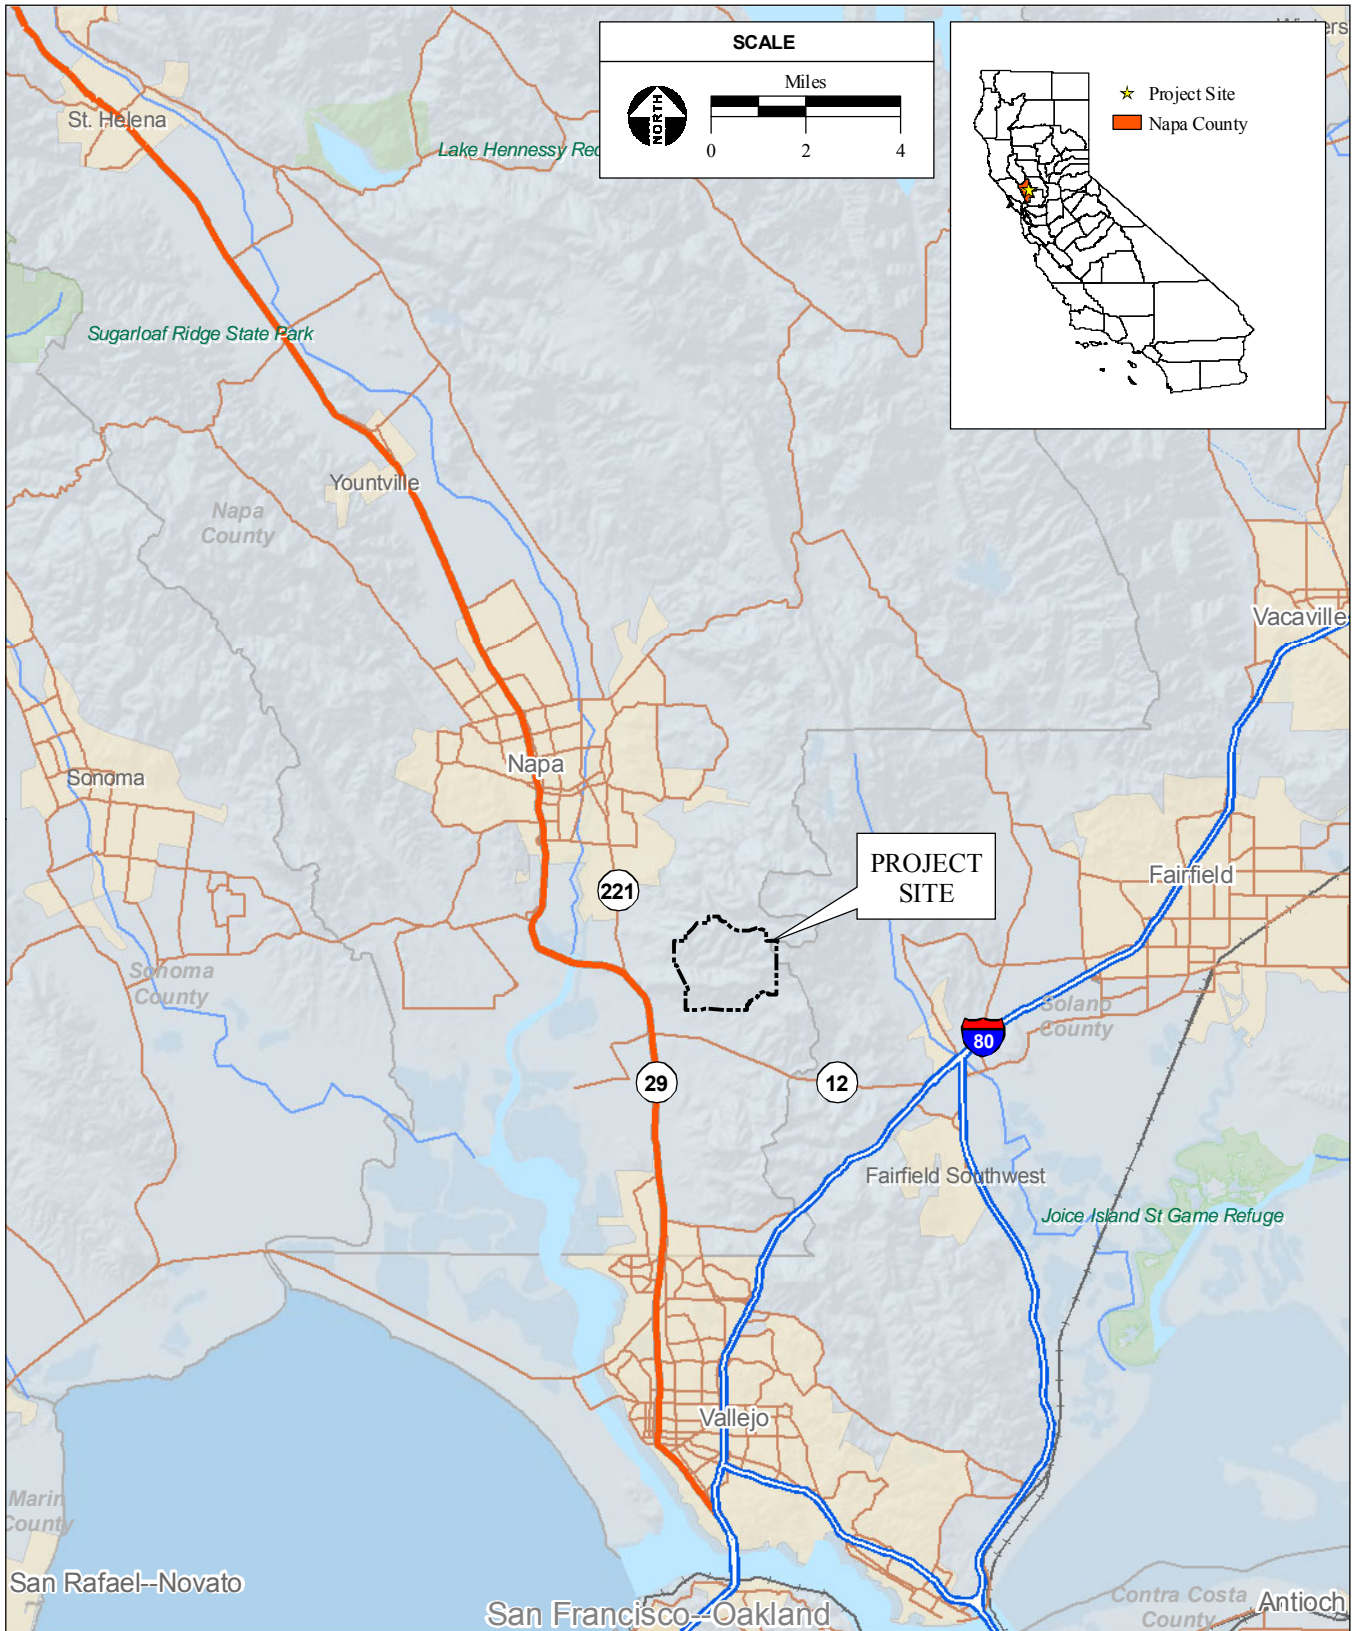 SCALE
Miles
NORTH
0 2 4
Project Site
Napa County
St. Helena
Sugarloaf Ridge State Park
Yountville
Napa
County
Vacaville
Sonoma
Napa
221
PROJECT
SITE
Fairfield
Sonoma
County
Solano
County
80
29
12
Fairfield Southwest
Joice Island St Game Refuge
Vallejo
Marin
County
San Rafael--Novato
San Francisco--Oakland
Contra Costa
County
Antioch
Lake Hennessy